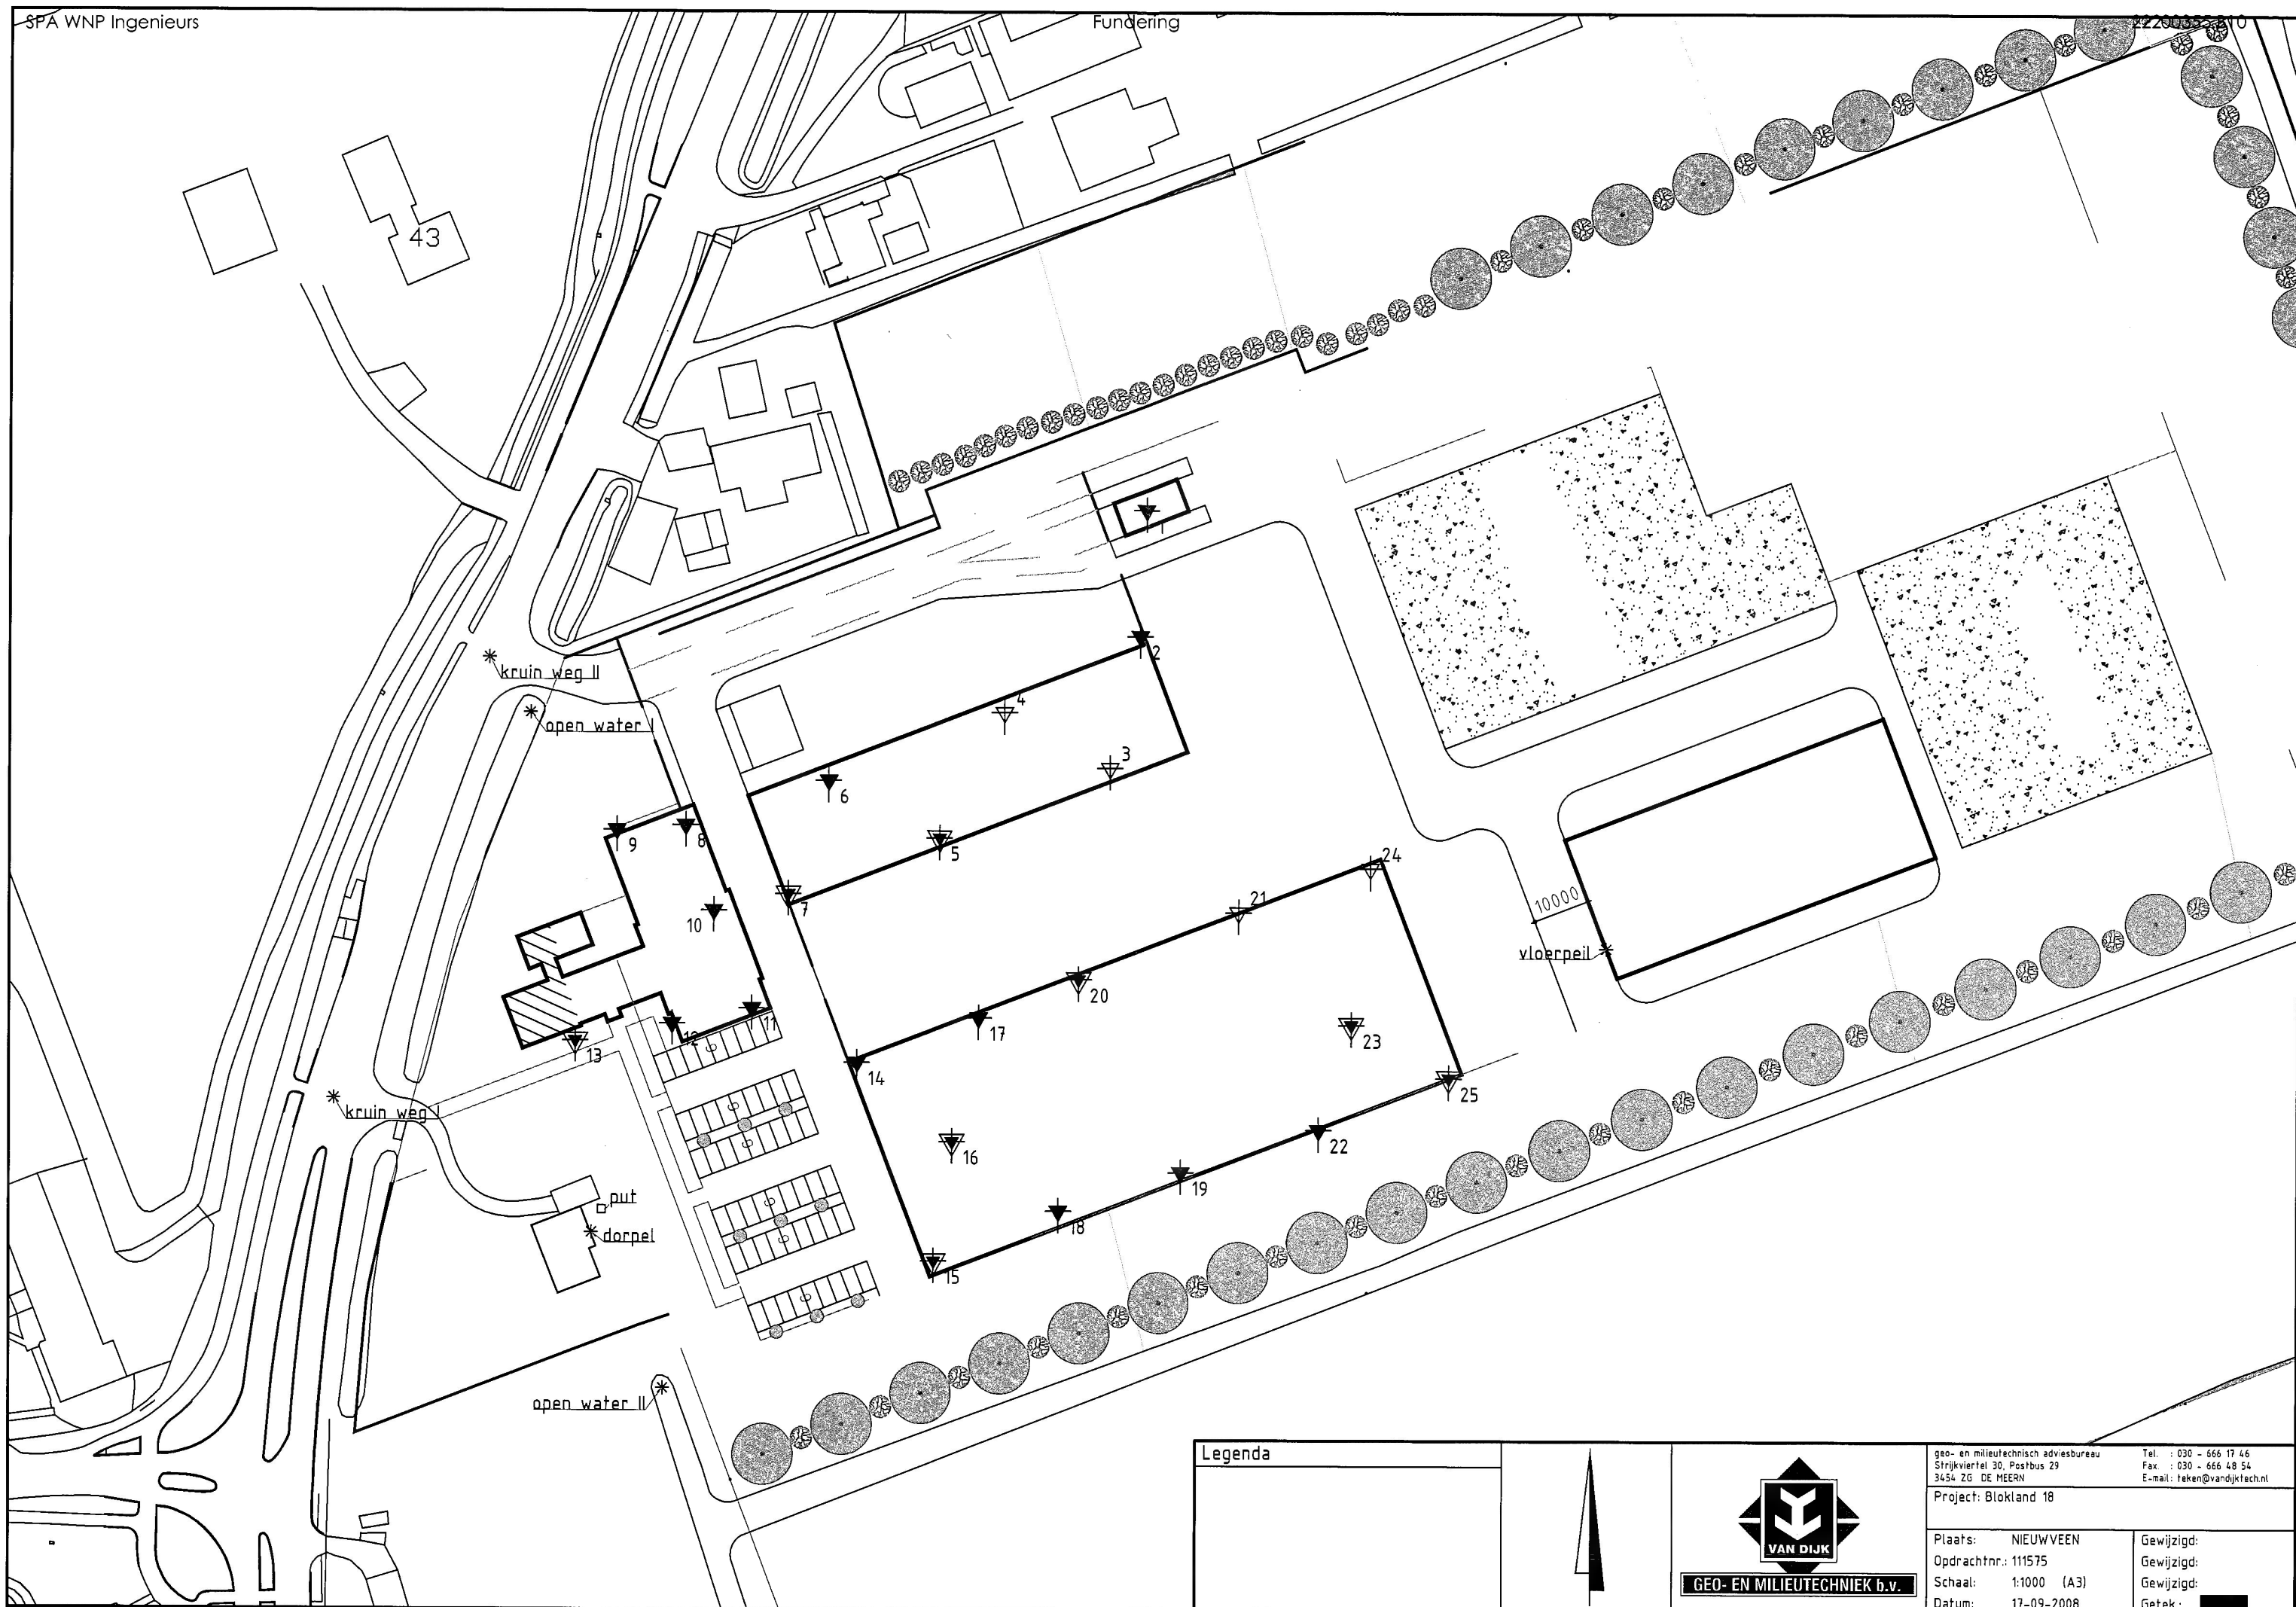 SPA WNP Ingenieurs
Fundering
22200355.B10
43
1
2
4
3
kruin weg II
open water I
6
9
8
5
7
24
21
10000
10
vloerpeil
20
11
17
12
23
13
14
25
kruin weg I
22
16
19
put
18
dorpel
15
open water II
Legenda
geo- en milieutechnisch adviesbureau
Strijkviertel 30, Postbus 29
3454 ZG DE MEERN
Tel. : 030 - 666 17 46
Fax. : 030 - 666 48 54
E-mail: teken@vandijktech.nl
Project: Blokland 18
VAN DIJK
GEO- EN MILIEUTECHNIEK b.v.
Plaats: NIEUWVEEN
Opdrachtnr.: 111575
Schaal: 1:1000 (A3)
Datum: 17-09-2008
Gewijzigd:
Gewijzigd:
Gewijzigd:
Getek.: